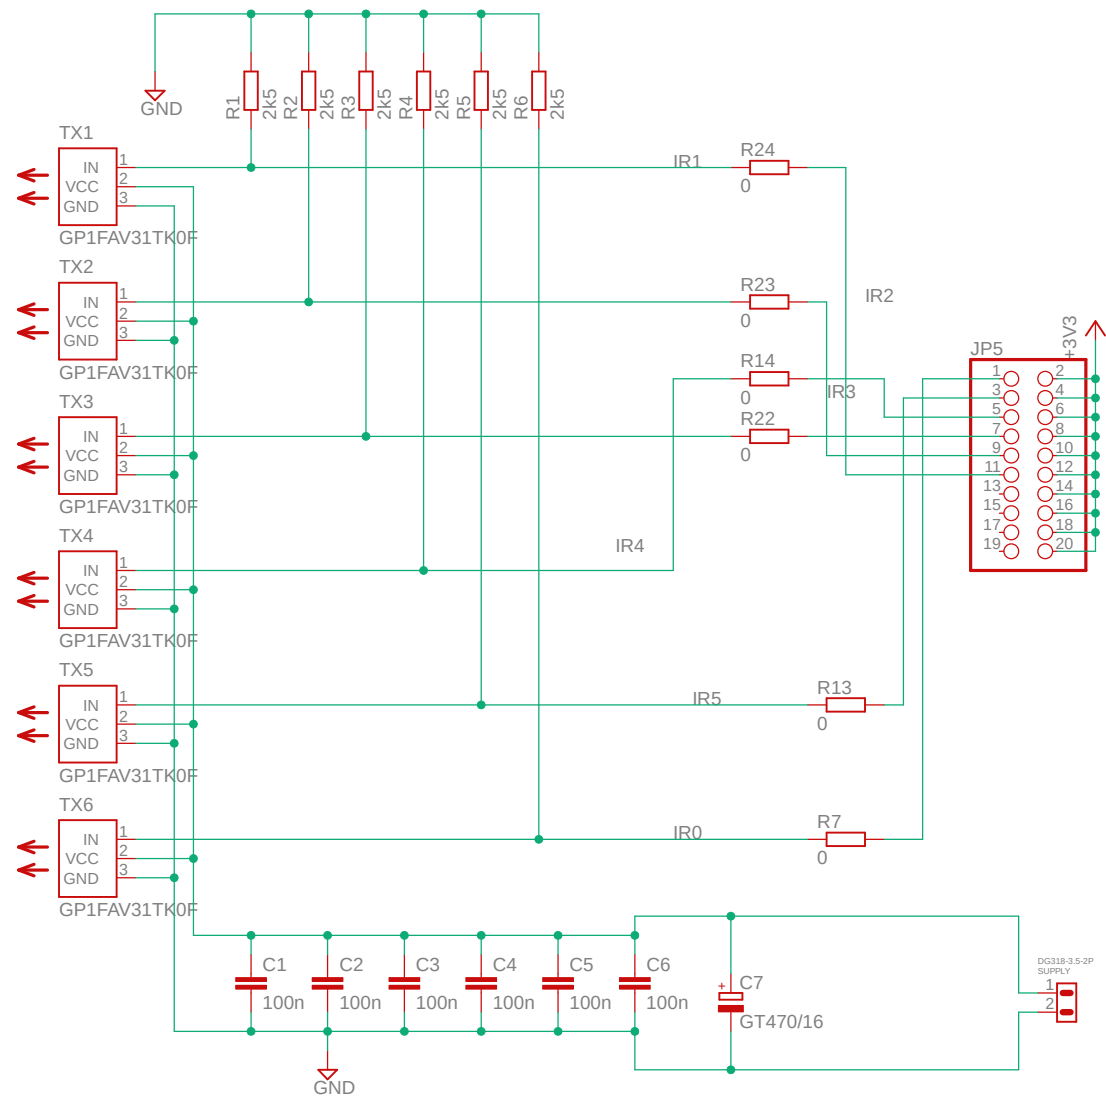 GND
R1
2k5
R2
2k5
R3
2k5
R4
2k5
R5
2k5
R6
2k5
TX1
IN 1
VCC 2
GND 3
GP1FAV31TK0F
IR1
R24
0
TX2
IN 1
VCC 2
GND 3
GP1FAV31TK0F
R23
0
IR2
R14
0
IR3
R22
0
TX3
IN 1
VCC 2
GND 3
GP1FAV31TK0F
JP5
+3V3
1 2
3 4
5 6
7 8
9 10
11 12
13 14
15 16
17 18
19 20
TX4
IN 1
VCC 2
GND 3
GP1FAV31TK0F
IR4
TX5
IN 1
VCC 2
GND 3
GP1FAV31TK0F
IR5
R13
0
TX6
IN 1
VCC 2
GND 3
GP1FAV31TK0F
IR0
R7
0
C1
100n
C2
100n
C3
100n
C4
100n
C5
100n
C6
100n
+
C7
GT470/16
DG318-3.5-2P
SUPPLY
1
2
GND